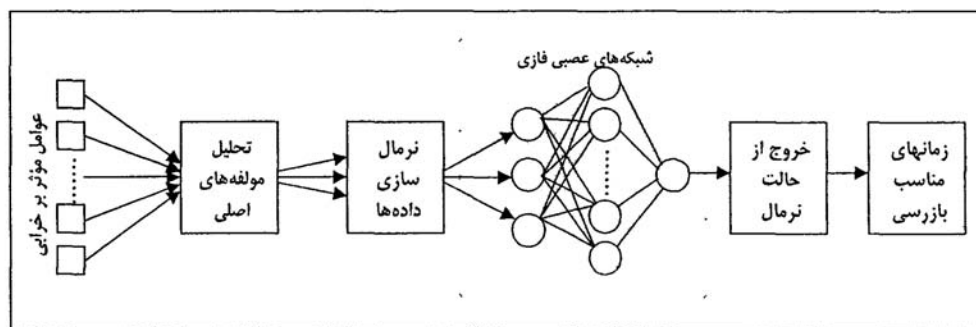 شبکه‌های عصبی فازی
عوامل موثر بر خرابی
تحلیل
مولفه‌های
اصلی
نرمال
سازی
داده‌ها
خروج از
حالت
نرمال
زمانهای
مناسب
بازرسی